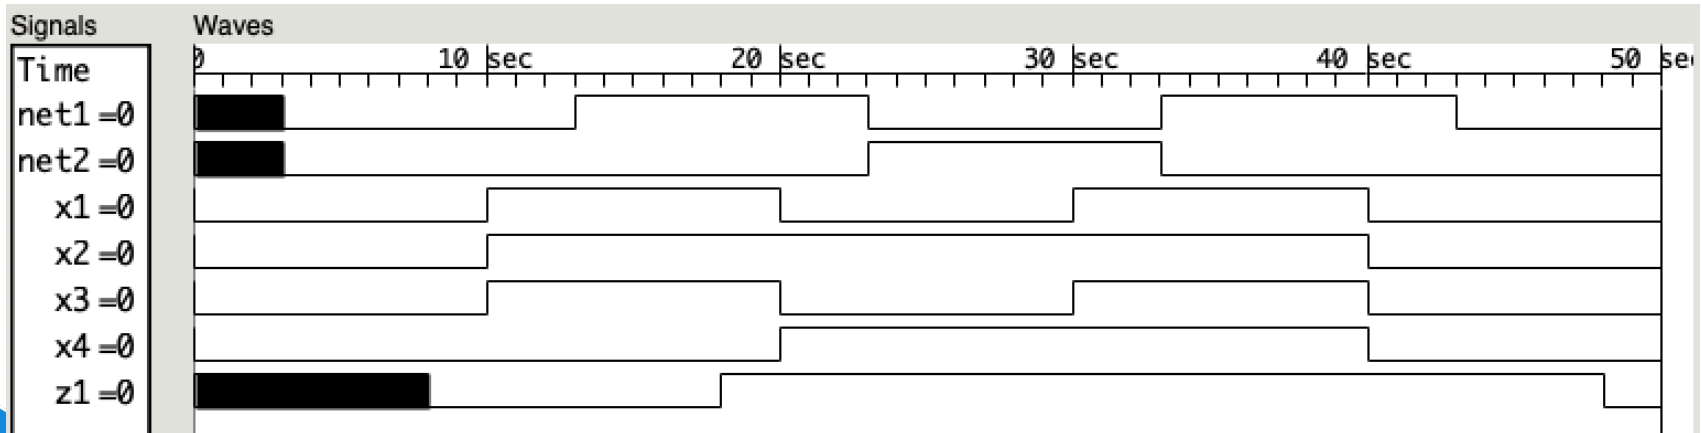 Signals Waves
Time 0 10 sec 20 sec 30 sec 40 sec 50 sec
net1 =0
net2 =0
x1 =0
x2 =0
x3 =0
x4 =0
z1 =0